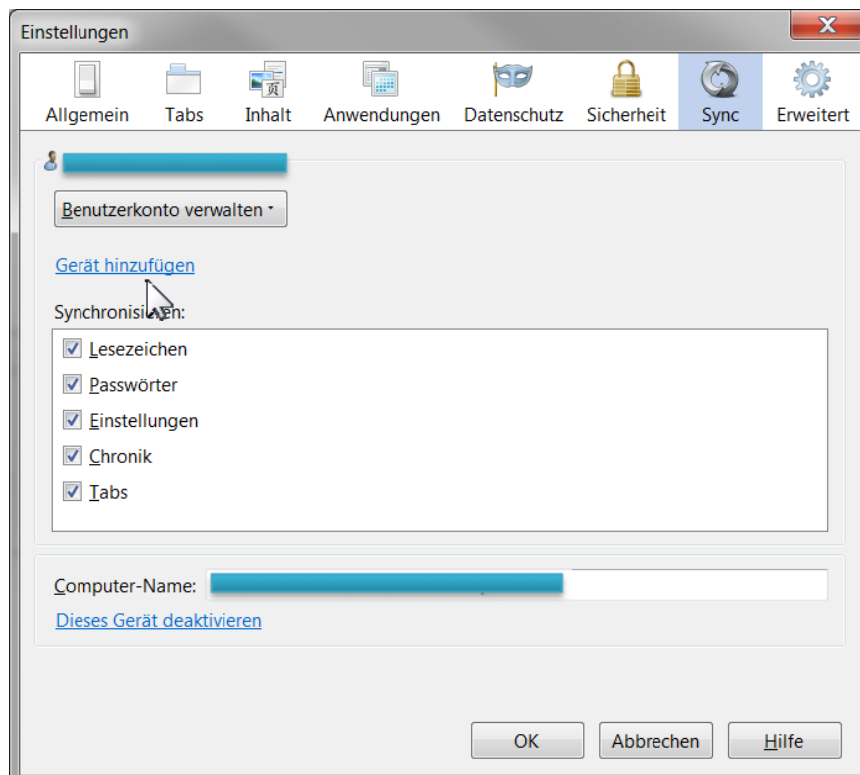 Einstellungen
Allgemein Tabs Inhalt Anwendungen Datenschutz Sicherheit Sync Erweitert
Benutzerkonto verwalten
Gerät hinzufügen
Synchronisieren:
Lesezeichen
Passwörter
Einstellungen
Chronik
Tabs
Computer-Name:
Dieses Gerät deaktivieren
OK Abbrechen Hilfe